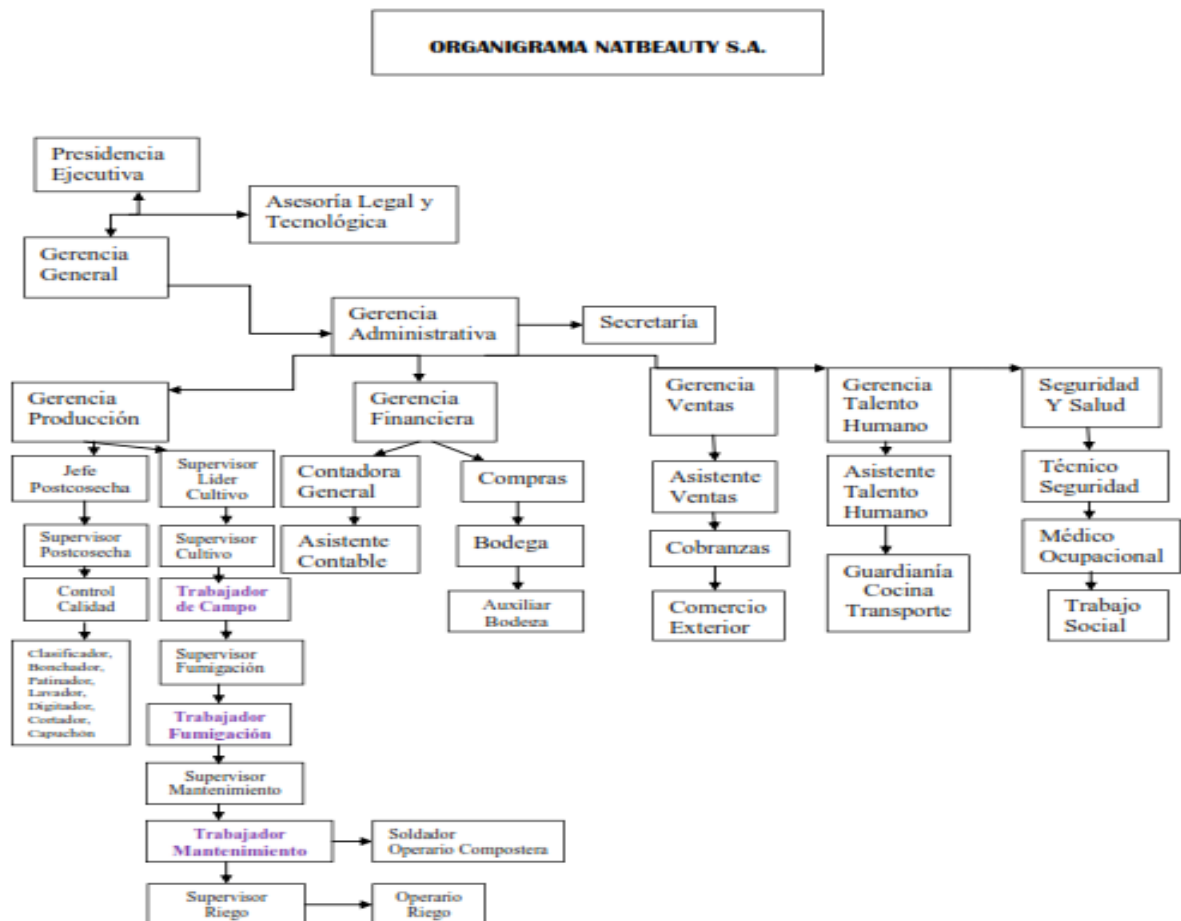 ORGANIGRAMA NATBEAUTY S.A.
Presidencia
Ejecutiva
Asesoría Legal y
Tecnológica
Gerencia
General
Gerencia
Administrativa
Secretaría
Gerencia
Producción
Gerencia
Financiera
Gerencia
Ventas
Gerencia
Talento
Humano
Seguridad
Y Salud
Jefe
Postcosecha
Supervisor
Líder
Cultivo
Contadora
General
Compras
Asistente
Ventas
Asistente
Talento
Humano
Técnico
Seguridad
Supervisor
Postcosecha
Supervisor
Cultivo
Asistente
Contable
Bodega
Cobranzas
Médico
Ocupacional
Control
Calidad
Trabajador
de Campo
Auxiliar
Bodega
Comercio
Exterior
Guardianía
Cocina
Transporte
Trabajo
Social
Clasificador,
Bonchador,
Patinador,
Lavador,
Digitador,
Cortador,
Capuchón
Supervisor
Fumigación
Trabajador
Fumigación
Supervisor
Mantenimiento
Trabajador
Mantenimiento
Soldador
Operario Compostera
Supervisor
Riego
Operario
Riego